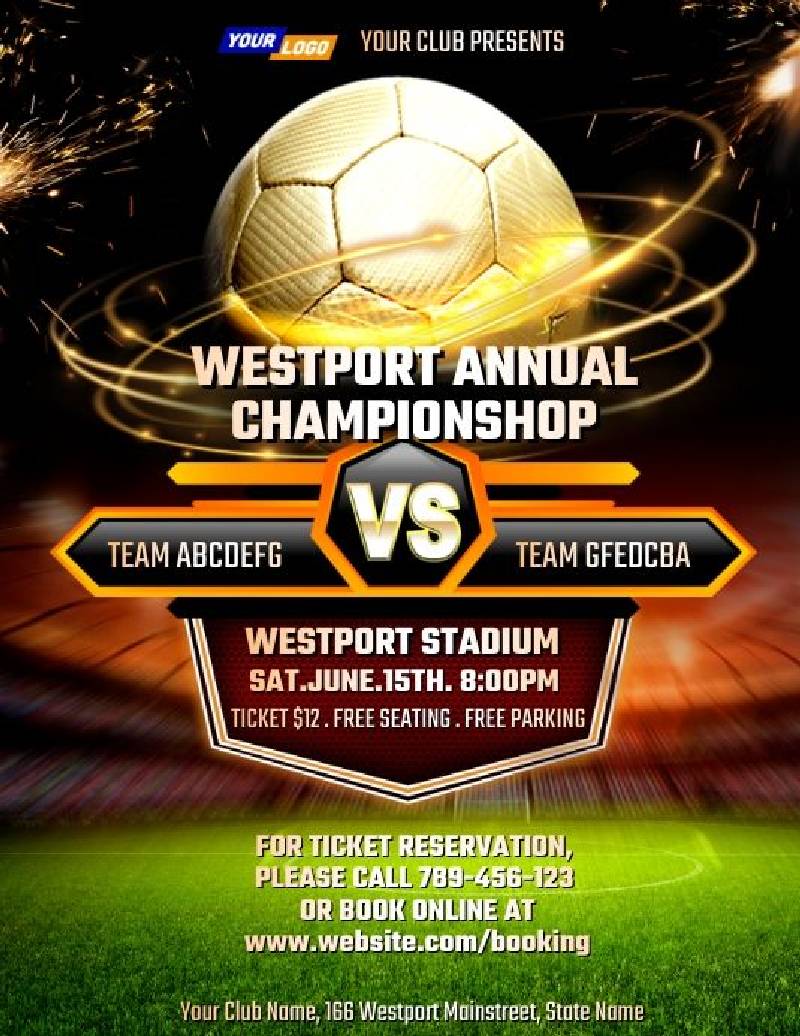 YOUR LOGO YOUR CLUB PRESENTS
WESTPORT ANNUAL
CHAMPIONSHOP
VS
TEAM ABCDEFG TEAM GFEDCBA
WESTPORT STADIUM
SAT.JUNE.15TH. 8:00PM
TICKET $12 . FREE SEATING . FREE PARKING
FOR TICKET RESERVATION,
PLEASE CALL 789-456-123
OR BOOK ONLINE AT
www.website.com/booking
Your Club Name, 166 Westport Mainstreet, State Name